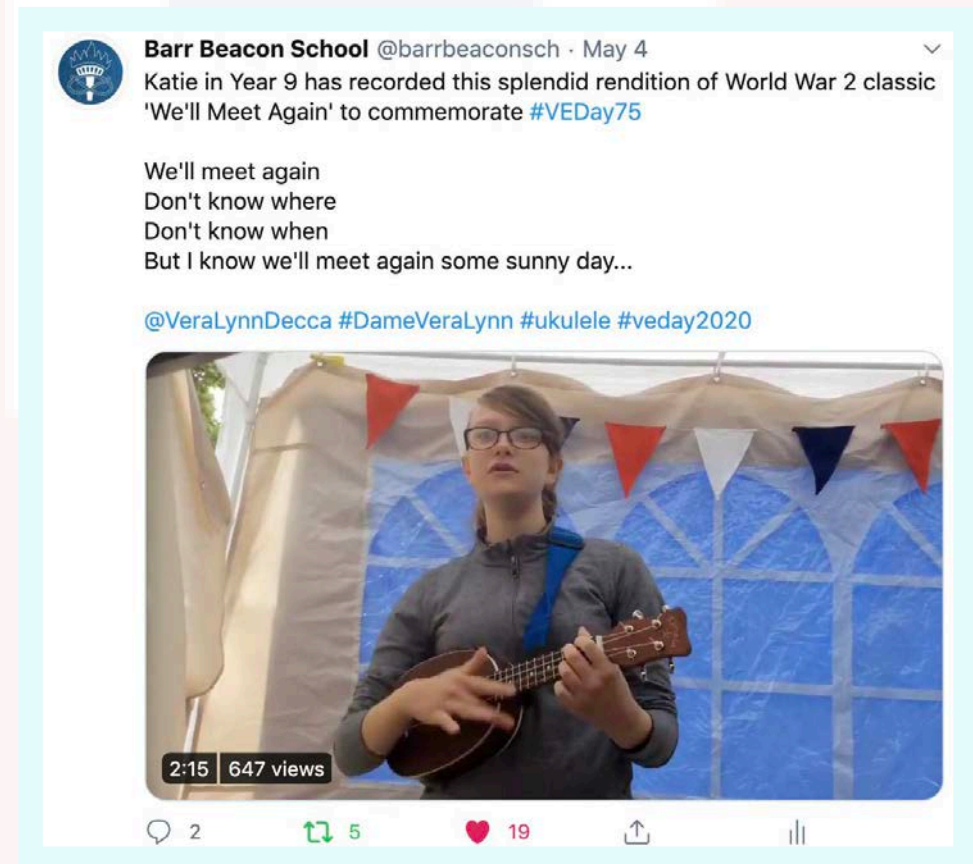 Barr Beacon School @barrbeaconsch · May 4
Katie in Year 9 has recorded this splendid rendition of World War 2 classic
'We'll Meet Again' to commemorate #VEDay75
We'll meet again
Don't know where
Don't know when
But I know we'll meet again some sunny day...
@VeraLynnDecca #DameVeraLynn #ukulele #veday2020
2:15 647 views
2 5 19